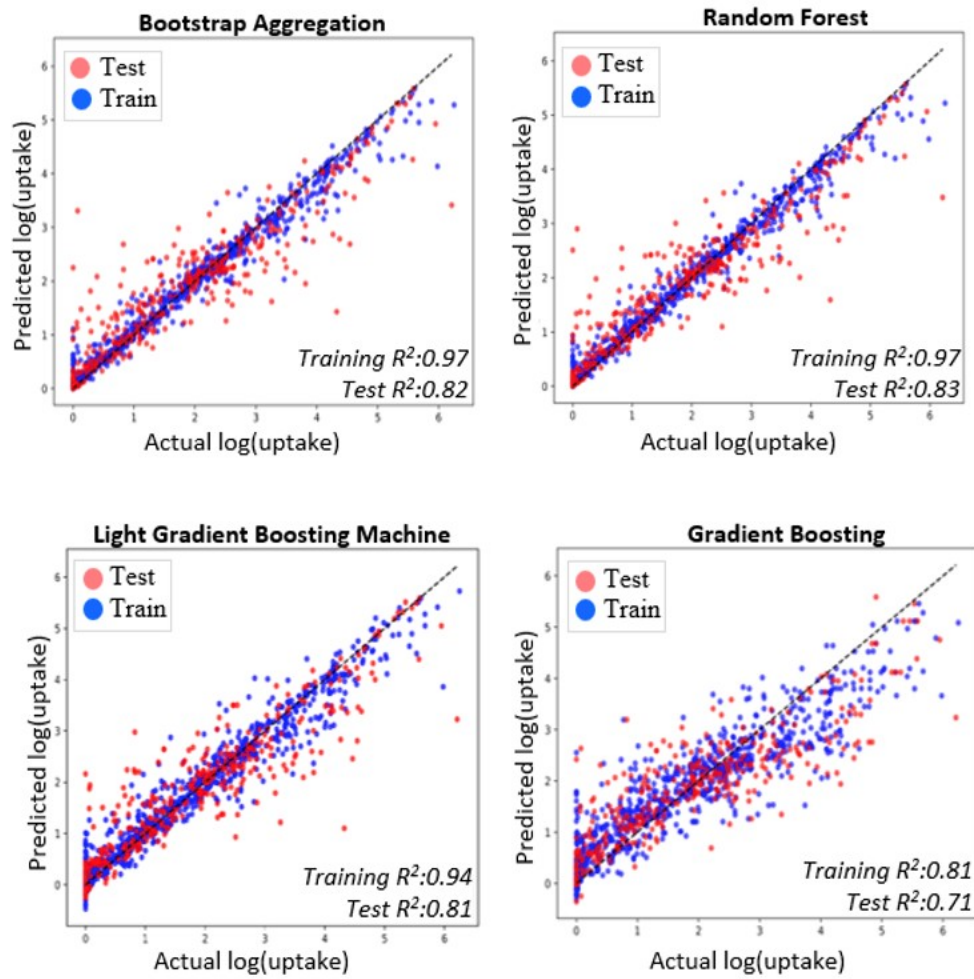 Bootstrap Aggregation
Test
Train
Predicted log(uptake)
6
5
4
3
2
1
0
0 1 2 3 4 5 6
Training R²:0.97
Test R²:0.82
Actual log(uptake)
Random Forest
Test
Train
Predicted log(uptake)
6
5
4
3
2
1
0
0 1 2 3 4 5 6
Training R²:0.97
Test R²:0.83
Actual log(uptake)
Light Gradient Boosting Machine
Test
Train
Predicted log(uptake)
6
5
4
3
2
1
0
0 1 2 3 4 5 6
Training R²:0.94
Test R²:0.81
Actual log(uptake)
Gradient Boosting
Test
Train
Predicted log(uptake)
6
5
4
3
2
1
0
0 1 2 3 4 5 6
Training R²:0.81
Test R²:0.71
Actual log(uptake)